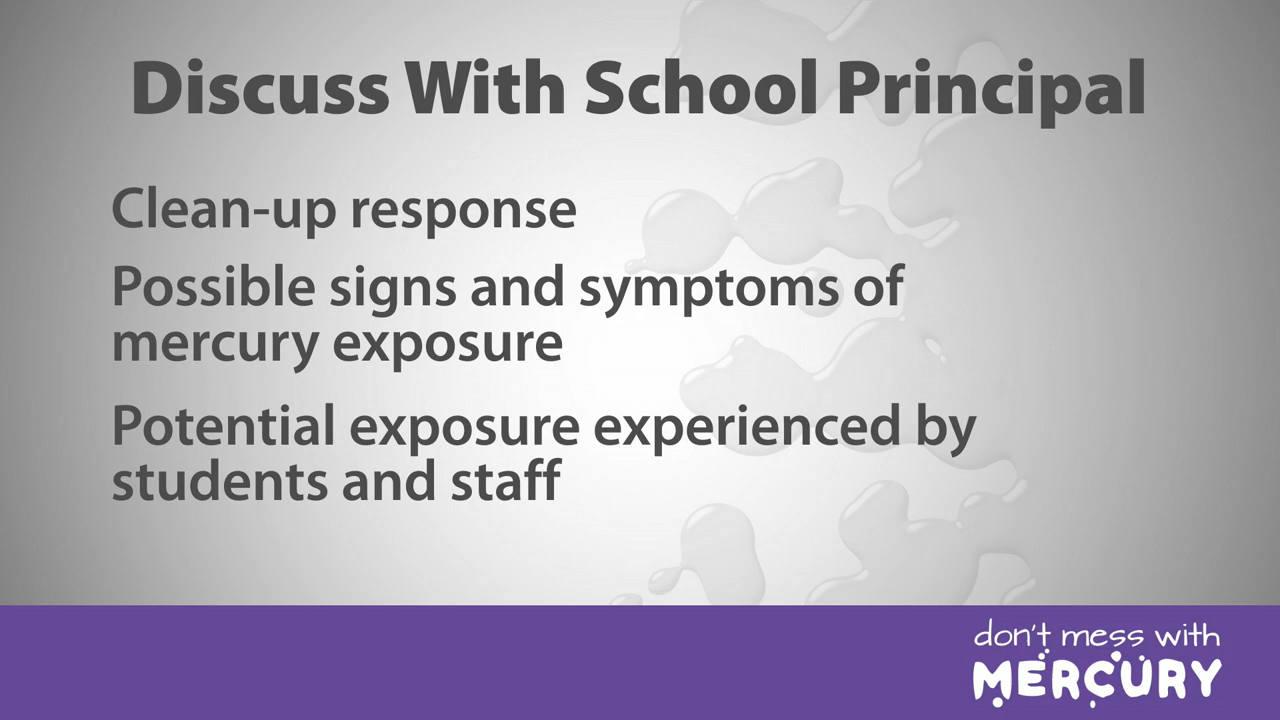 Discuss With School Principal
Clean-up response
Possible signs and symptoms of
mercury exposure
Potential exposure experienced by
students and staff
don't mess with
MERCURY